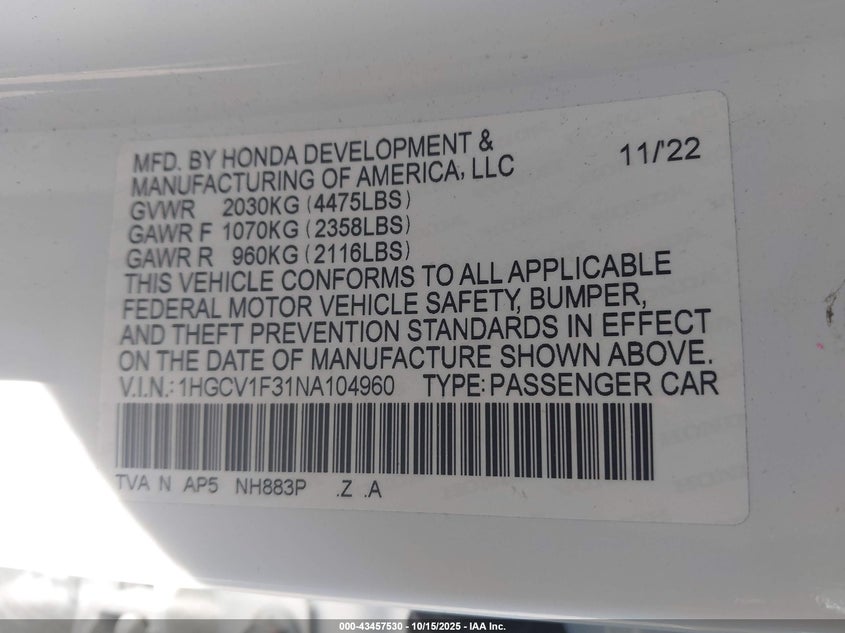 MFD. BY HONDA DEVELOPMENT & 11/'22
MANUFACTURING OF AMERICA, LLC
GVWR 2030KG (4475LBS)
GAWR F 1070KG (2358LBS)
GAWR R 960KG (2116LBS)
THIS VEHICLE CONFORMS TO ALL APPLICABLE
FEDERAL MOTOR VEHICLE SAFETY, BUMPER,
AND THEFT PREVENTION STANDARDS IN EFFECT
ON THE DATE OF MANUFACTURE SHOWN ABOVE.
V.I.N.: 1HGCV1F31NA104960 TYPE: PASSENGER CAR
TVA N AP5 NH883P .Z .A
000-43457530 - 10/15/2025 - IAA Inc.